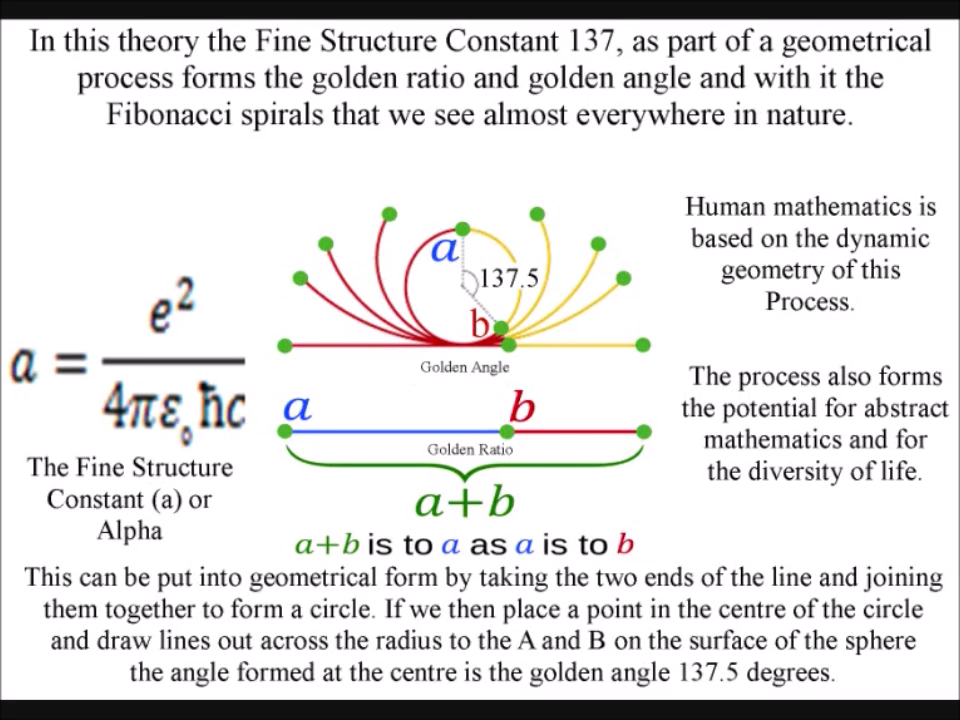 In this theory the Fine Structure Constant 137, as part of a geometrical
process forms the golden ratio and golden angle and with it the
Fibonacci spirals that we see almost everywhere in nature.
a
137.5
b
Golden Angle
a = e² / 4πε₀ħc
The Fine Structure
Constant (a) or
Alpha
a b
Golden Ratio
a+b
a+b is to a as a is to b
Human mathematics is
based on the dynamic
geometry of this
Process.
The process also forms
the potential for abstract
mathematics and for
the diversity of life.
This can be put into geometrical form by taking the two ends of the line and joining
them together to form a circle. If we then place a point in the centre of the circle
and draw lines out across the radius to the A and B on the surface of the sphere
the angle formed at the centre is the golden angle 137.5 degrees.